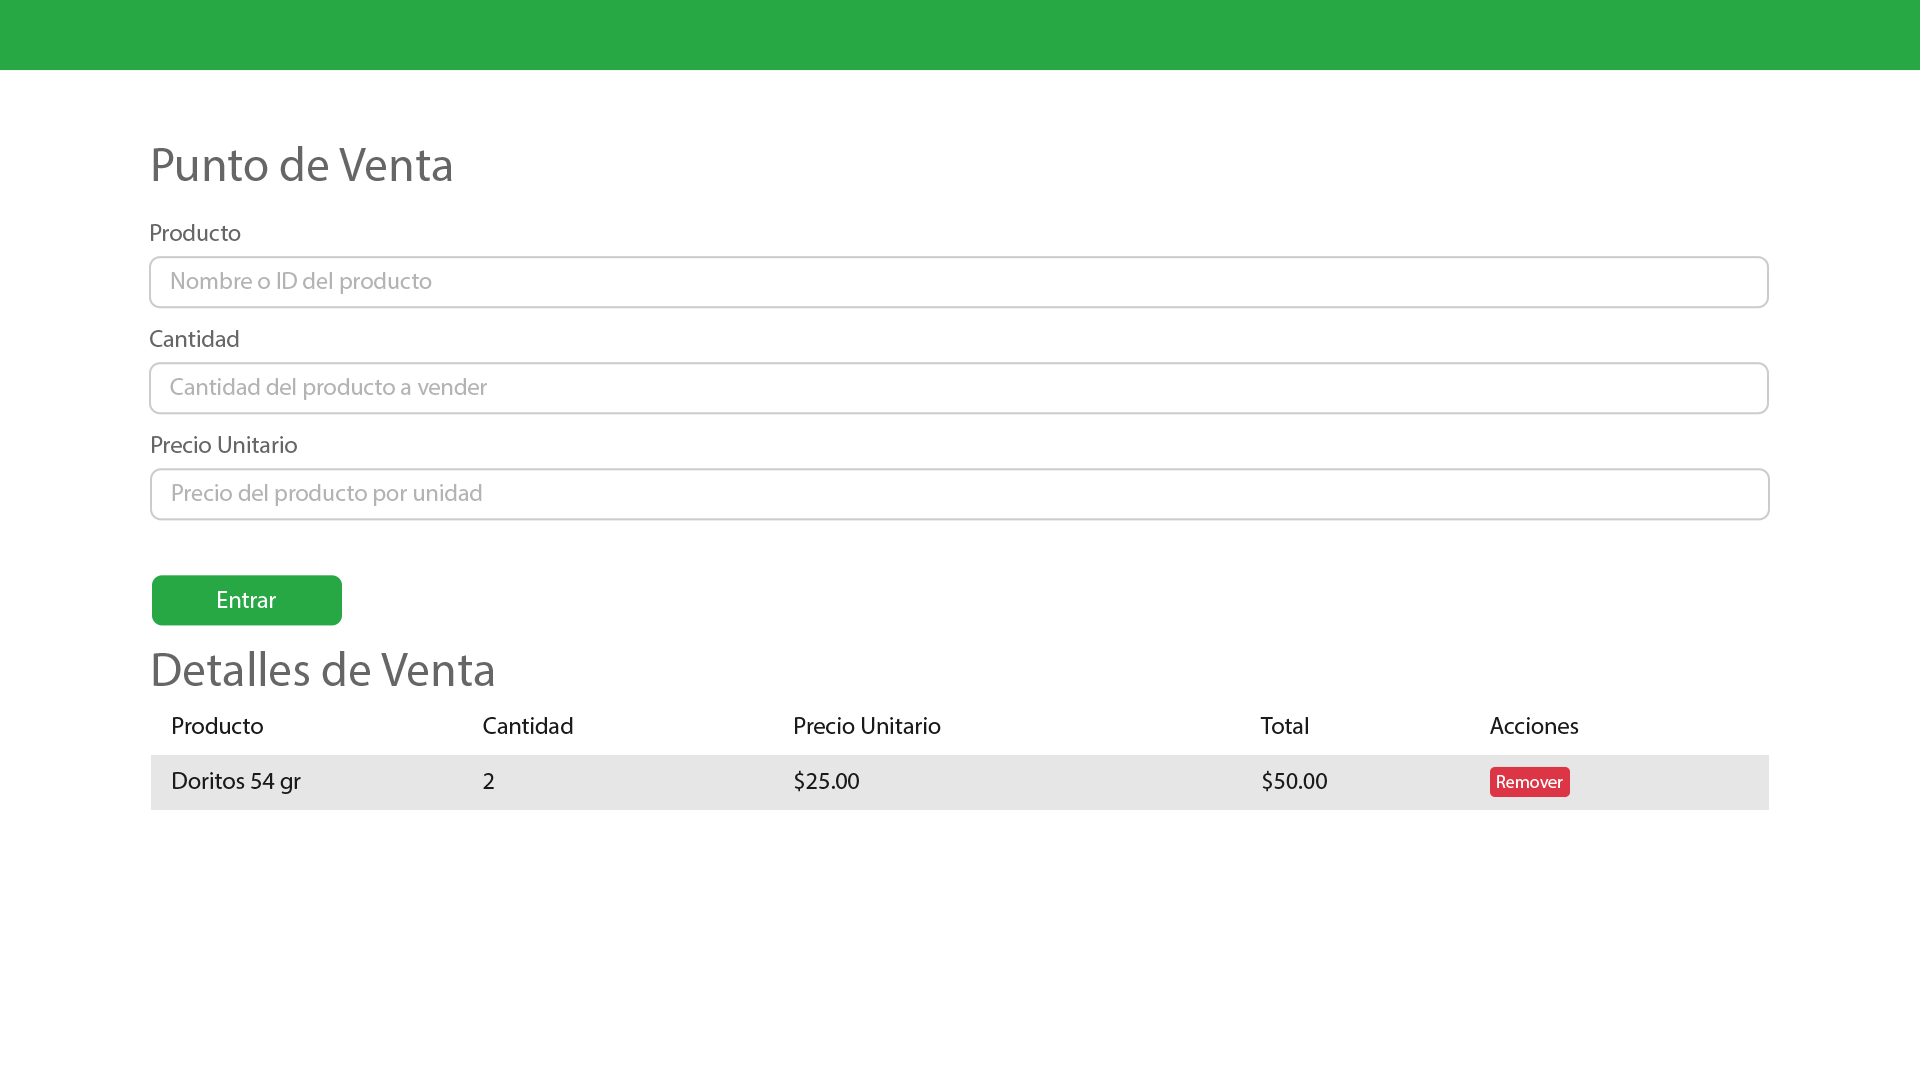 Punto de Venta
Producto
Nombre o ID del producto
Cantidad
Cantidad del producto a vender
Precio Unitario
Precio del producto por unidad
Entrar
Detalles de Venta
Producto Cantidad Precio Unitario Total Acciones
Doritos 54 gr 2 $25.00 $50.00 Remover